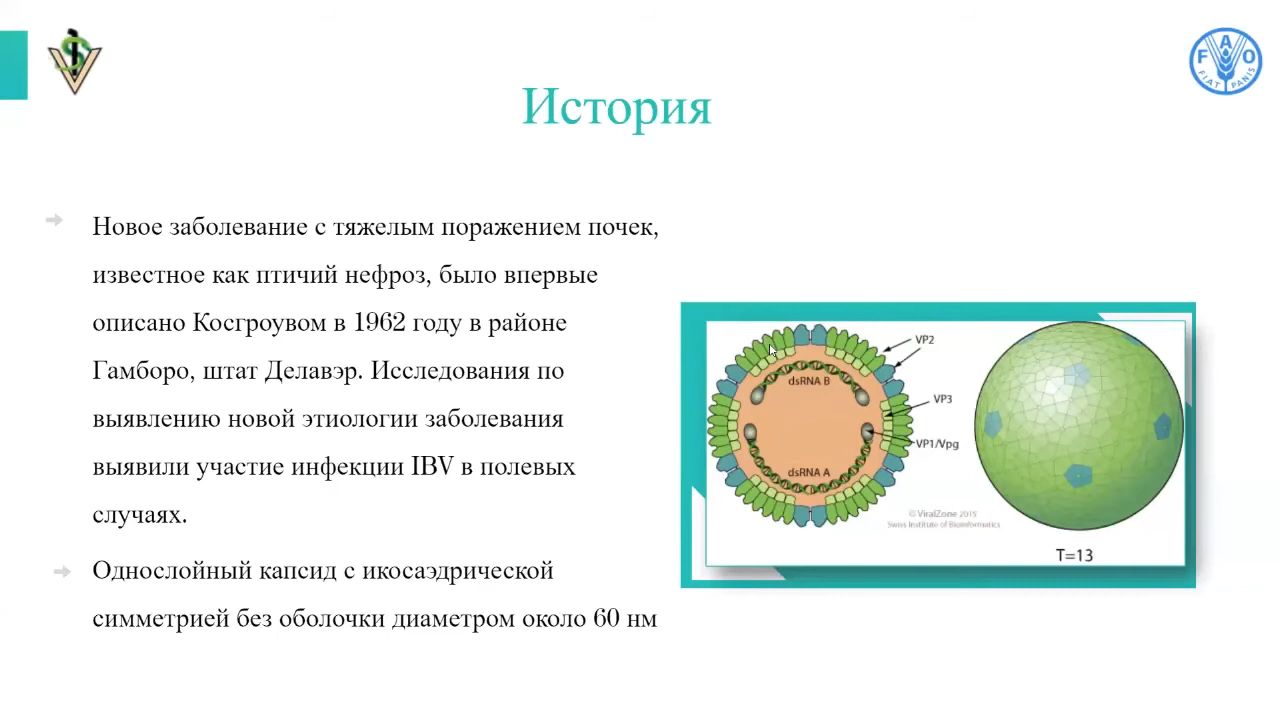 F A O
FIAT PANIS
История
Новое заболевание с тяжелым поражением почек,
известное как птичий нефроз, было впервые
описано Косгроувом в 1962 году в районе
Гамборо, штат Делавэр. Исследования по
выявлению новой этиологии заболевания
выявили участие инфекции IBV в полевых
случаях.
Однослойный капсид с икосаэдрической
симметрией без оболочки диаметром около 60 нм
VP2
dsRNA B
VP3
VP1/Vpg
dsRNA A
© ViralZone 2015
Swiss Institute of Bioinformatics
T=13